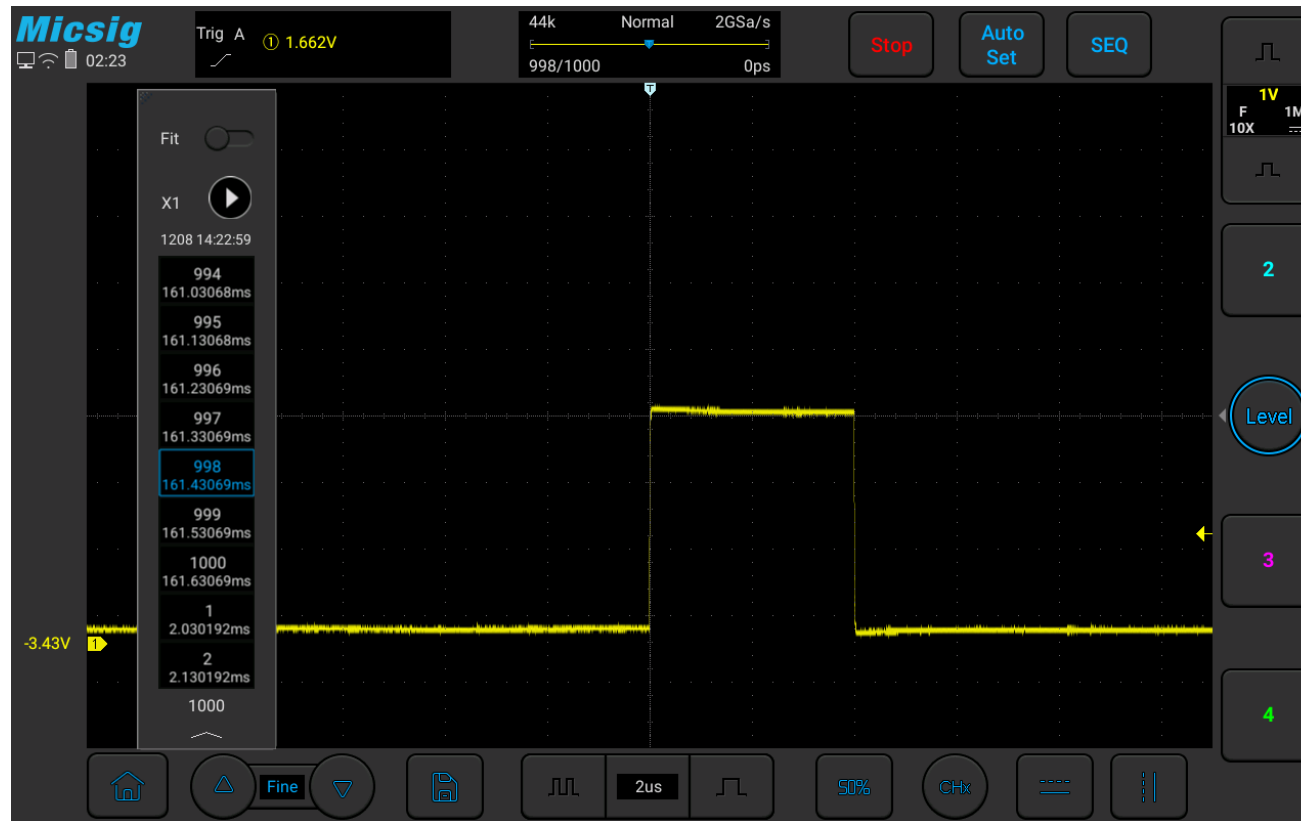 Micsig
02:23
Trig A ① 1.662V
44k Normal 2GSa/s
998/1000 0ps
Stop
Auto
Set
SEQ
T
1V
F 1M
10X
Fit
X1
1208 14:22:59
994
161.03068ms
995
161.13068ms
996
161.23069ms
997
161.33069ms
998
161.43069ms
999
161.53069ms
1000
161.63069ms
1
2.030192ms
2
2.130192ms
1000
-3.43V
1
2
Level
3
4
Fine
2us
50%
CHx